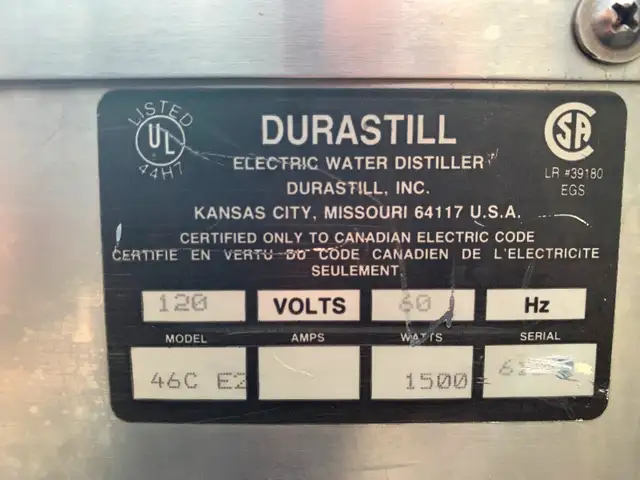 LISTED
UL
44H7
DURASTILL
ELECTRIC WATER DISTILLER
DURASTILL, INC.
KANSAS CITY, MISSOURI 64117 U.S.A.
SA
LR #39180
EGS
CERTIFIED ONLY TO CANADIAN ELECTRIC CODE
CERTIFIE EN VERTU DU CODE CANADIEN DE L'ELECTRICITE
SEULEMENT.
120 VOLTS 60 Hz
MODEL AMPS WATTS SERIAL
46C E2 1500